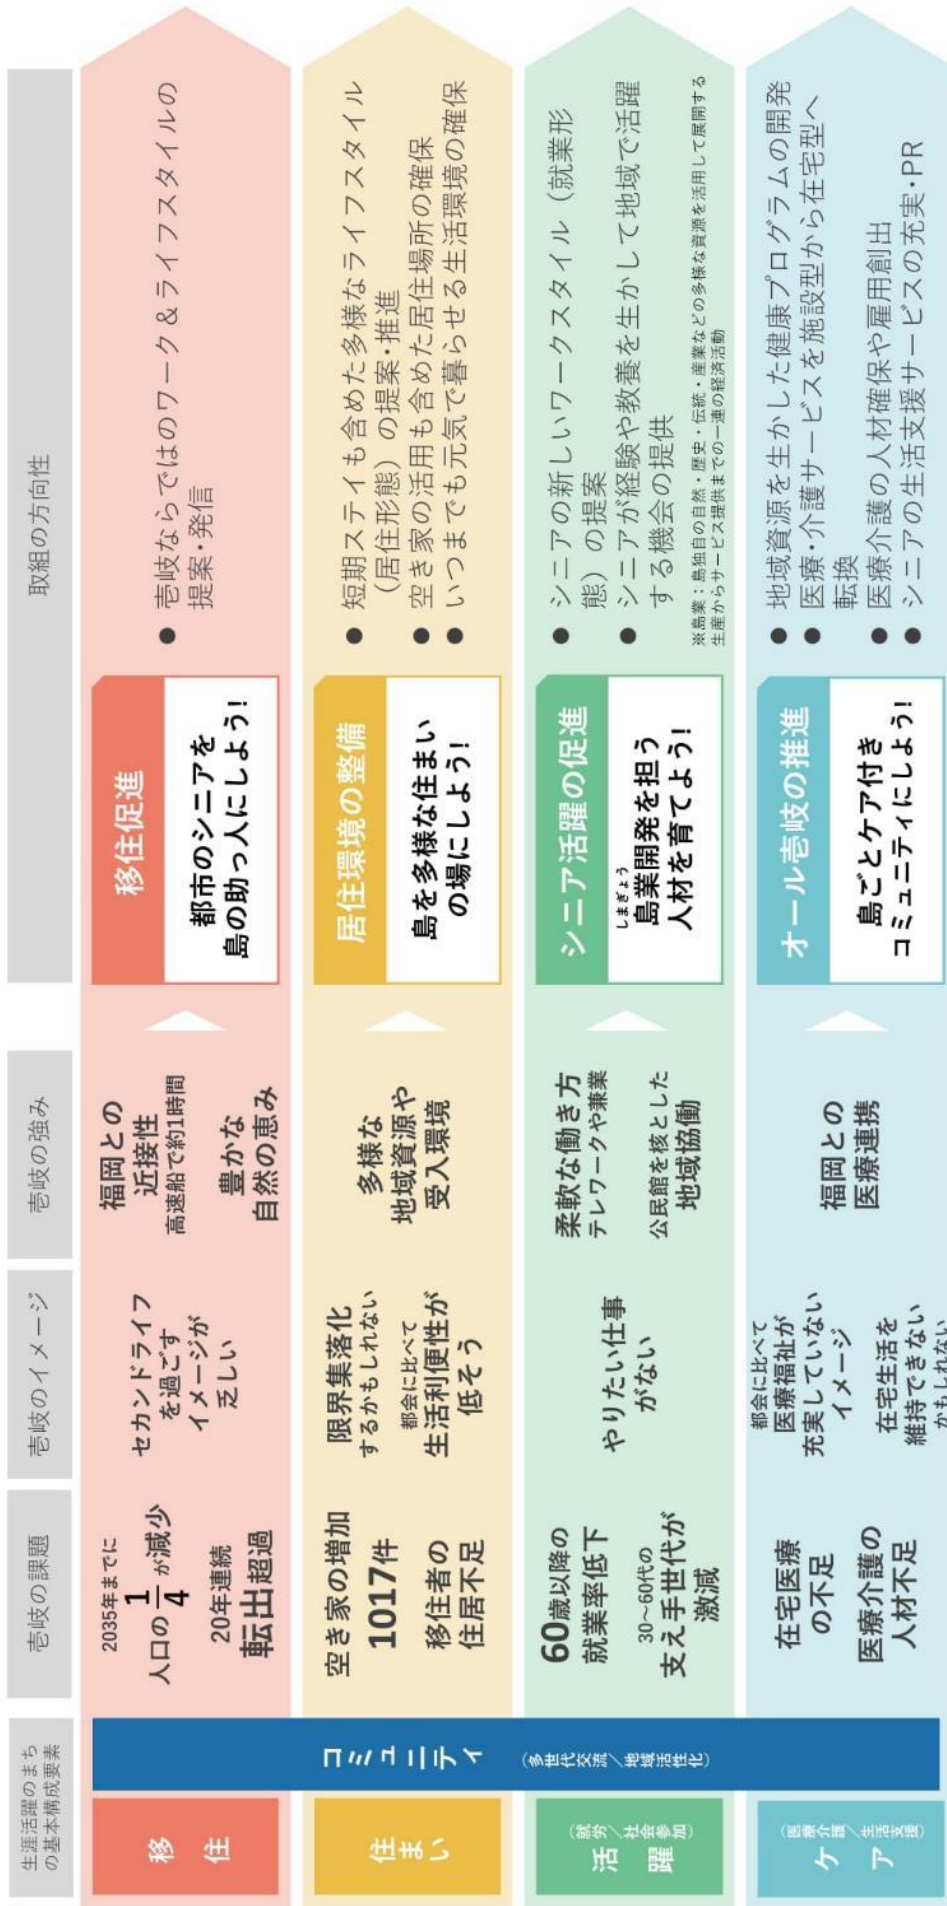 生涯活躍のまち
の基本構成要素
壱岐の課題
壱岐のイメージ
壱岐の強み
取組の方向性
コミュニティ
(多世代交流／地域活性化)
移住
2035年までに
人口の1/4が減少
20年連続
転出超過
セカンドライフ
を過ごす
イメージが
乏しい
福岡との
近接性
高速船で約1時間
豊かな
自然の恵み
移住促進
都市のシニアを
島の助っ人にしよう!
● 壱岐ならではのワーク&ライフスタイルの
提案・発信
住まい
空き家の増加
1017件
移住者の
住居不足
限界集落化
するかもしれない
都会に比べて
生活利便性が
低そう
多様な
地域資源や
受入環境
居住環境の整備
島を多様な住まい
の場にしよう!
● 短期ステイも含めた多様なライフスタイル
(居住形態)の提案・推進
● 空き家の活用も含めた居住場所の確保
● いつまでも元気で暮らせる生活環境の確保
(就労／社会参加)
活躍
60歳以降の
就業率低下
30~60代の
支え手世代が
激減
やりたい仕事
がない
柔軟な働き方
テレワークや兼業
公民館を核とした
地域協働
シニア活躍の促進
しまぎょう
島業開発を担う
人材を育てよう!
● シニアの新しいワークスタイル(就業形
態)の提案
● シニアが経験や教養を生かして地域で活躍
する機会の提供
※島業:島独自の自然・歴史・伝統・産業などの多様な資源を活用して展開する
生産からサービス提供までの一連の経済活動
(医療介護／生活支援)
ケア
在宅医療
の不足
医療介護の
人材不足
都会に比べて
医療福祉が
充実していない
イメージ
在宅生活を
維持できない
かもしれない
福岡との
医療連携
オール壱岐の推進
島ごとケア付き
コミュニティにしよう!
● 地域資源を生かした健康プログラムの開発
● 医療・介護サービスを施設型から在宅型へ
転換
● 医療介護の人材確保や雇用創出
● シニアの生活支援サービスの充実・PR